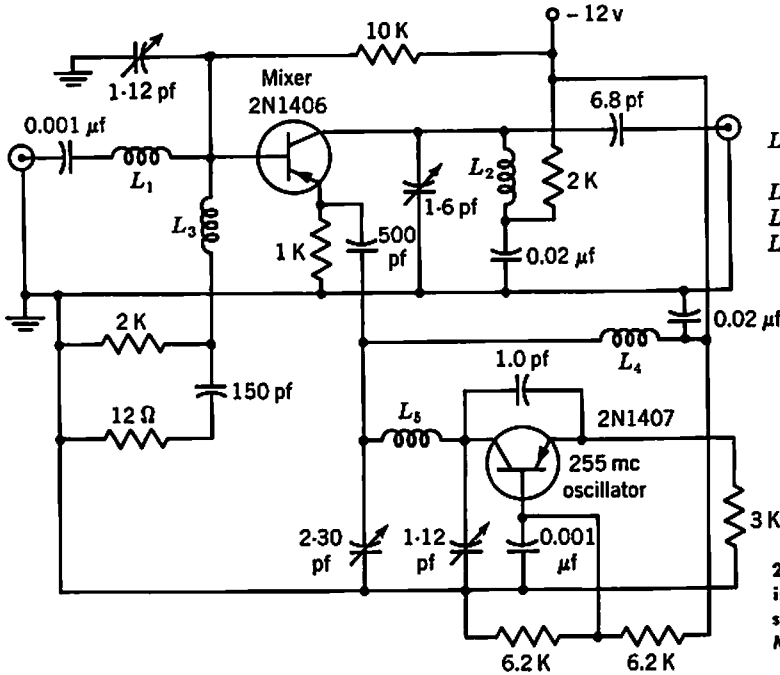 - 12 v
10 K
1·12 pf
Mixer
2N1406
0.001 μf
6.8 pf
L1
L2
2 K
1·6 pf
L3
1 K
500
pf
0.02 μf
L
L
L
L
2 K
0.02 μf
1.0 pf
L4
150 pf
12 Ω
L5
2N1407
255 mc
oscillator
3 K
2·30
pf
1·12
pf
0.001
μf
6.2 K
6.2 K
2
i
s